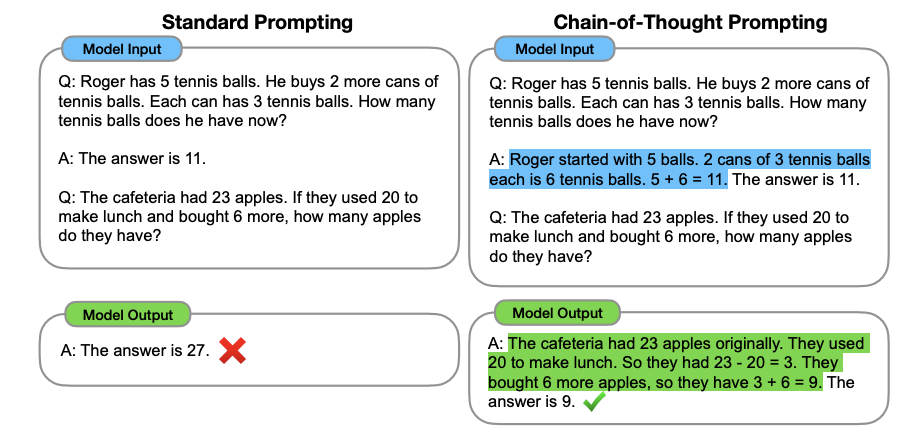 Standard Prompting
Model Input
Q: Roger has 5 tennis balls. He buys 2 more cans of
tennis balls. Each can has 3 tennis balls. How many
tennis balls does he have now?
A: The answer is 11.
Q: The cafeteria had 23 apples. If they used 20 to
make lunch and bought 6 more, how many apples
do they have?
Model Output
A: The answer is 27.
Chain-of-Thought Prompting
Model Input
Q: Roger has 5 tennis balls. He buys 2 more cans of
tennis balls. Each can has 3 tennis balls. How many
tennis balls does he have now?
A: Roger started with 5 balls. 2 cans of 3 tennis balls
each is 6 tennis balls. 5 + 6 = 11. The answer is 11.
Q: The cafeteria had 23 apples. If they used 20 to
make lunch and bought 6 more, how many apples
do they have?
Model Output
A: The cafeteria had 23 apples originally. They used
20 to make lunch. So they had 23 - 20 = 3. They
bought 6 more apples, so they have 3 + 6 = 9. The
answer is 9.